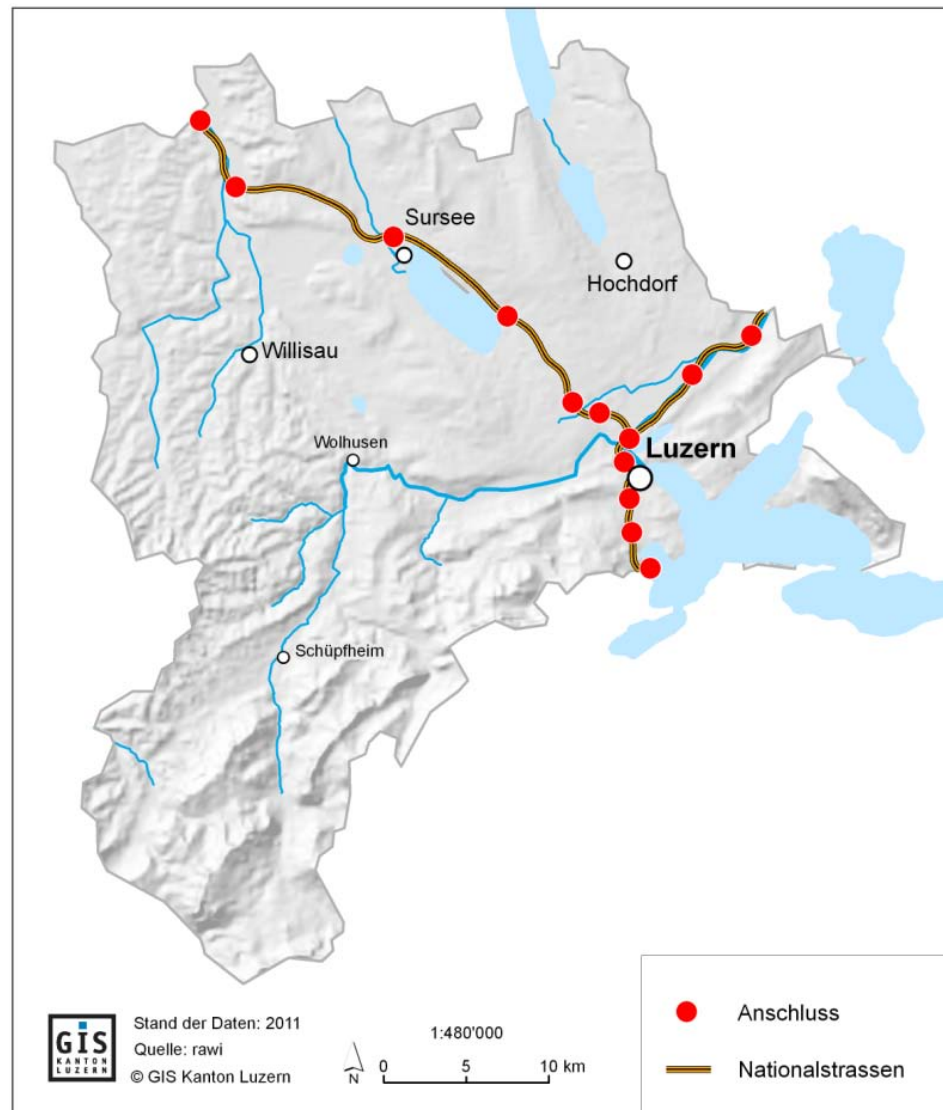 Sursee
Hochdorf
Willisau
Luzern
Wolhusen
Schüpfheim
GiS
KANTON
LUZERN
Stand der Daten: 2011
Quelle: rawi
© GIS Kanton Luzern
N
1:480'000
0 5 10 km
Anschluss
Nationalstrassen